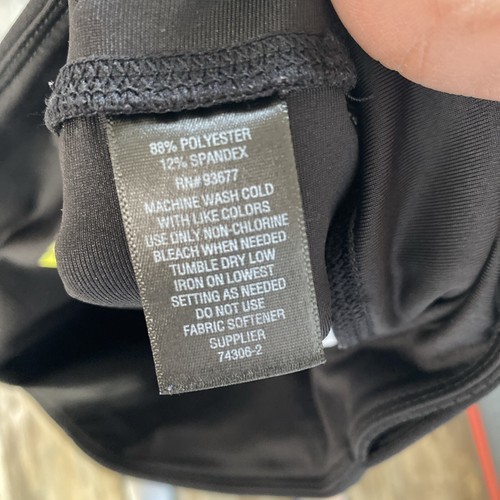 88% POLYESTER
12% SPANDEX
RN# 93677
MACHINE WASH COLD
WITH LIKE COLORS
USE ONLY NON-CHLORINE
BLEACH WHEN NEEDED
TUMBLE DRY LOW
IRON ON LOWEST
SETTING AS NEEDED
DO NOT USE
FABRIC SOFTENER
SUPPLIER
74306-2